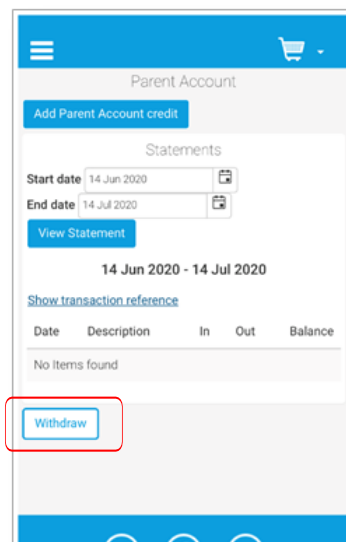 Parent Account
Add Parent Account credit
Statements
Start date 14 Jun 2020
End date 14 Jul 2020
View Statement
14 Jun 2020 - 14 Jul 2020
Show transaction reference
Date Description In Out Balance
No Items found
Withdraw